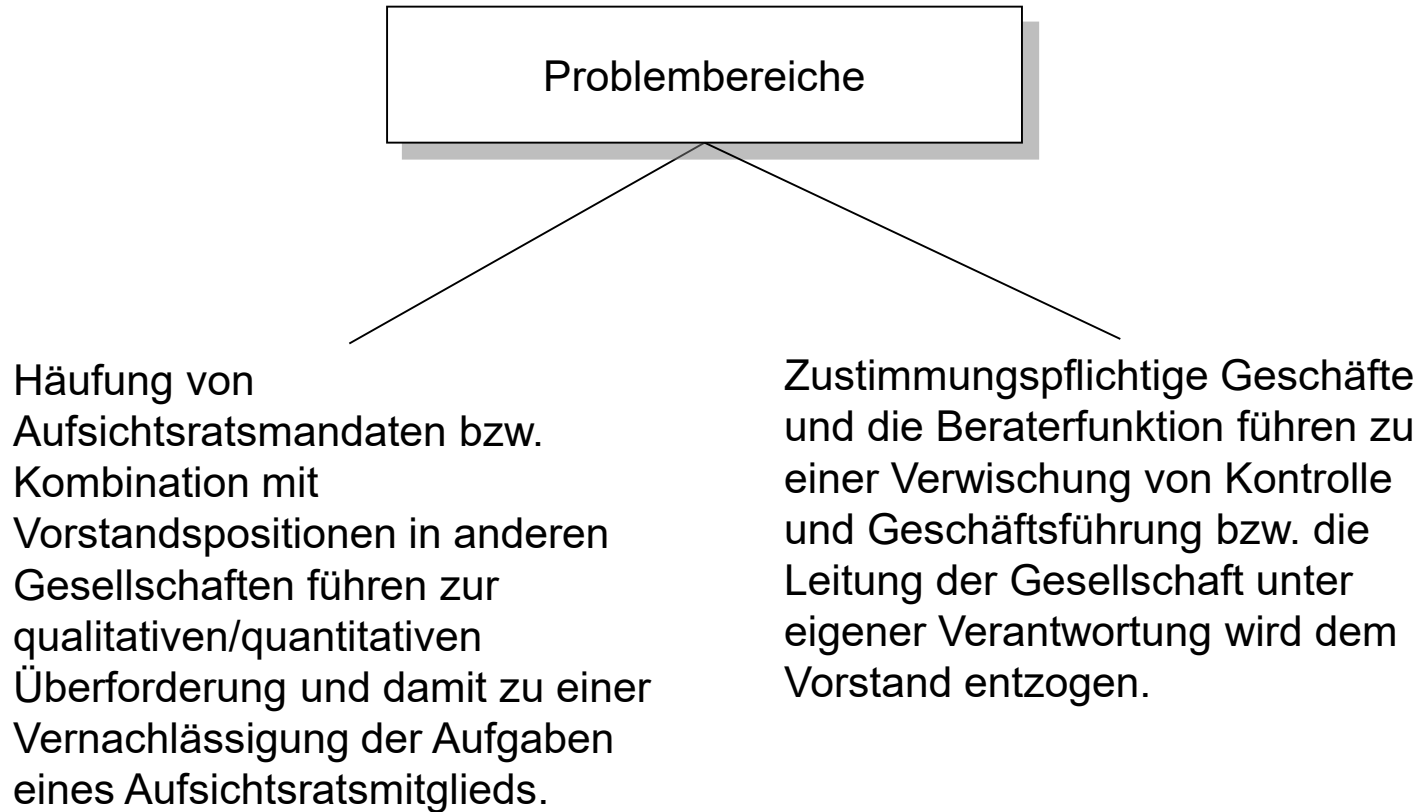 Problembereiche
Häufung von
Aufsichtsratsmandaten bzw.
Kombination mit
Vorstandspositionen in anderen
Gesellschaften führen zur
qualitativen/quantitativen
Überforderung und damit zu einer
Vernachlässigung der Aufgaben
eines Aufsichtsratsmitglieds.
Zustimmungspflichtige Geschäfte
und die Beraterfunktion führen zu
einer Verwischung von Kontrolle
und Geschäftsführung bzw. die
Leitung der Gesellschaft unter
eigener Verantwortung wird dem
Vorstand entzogen.